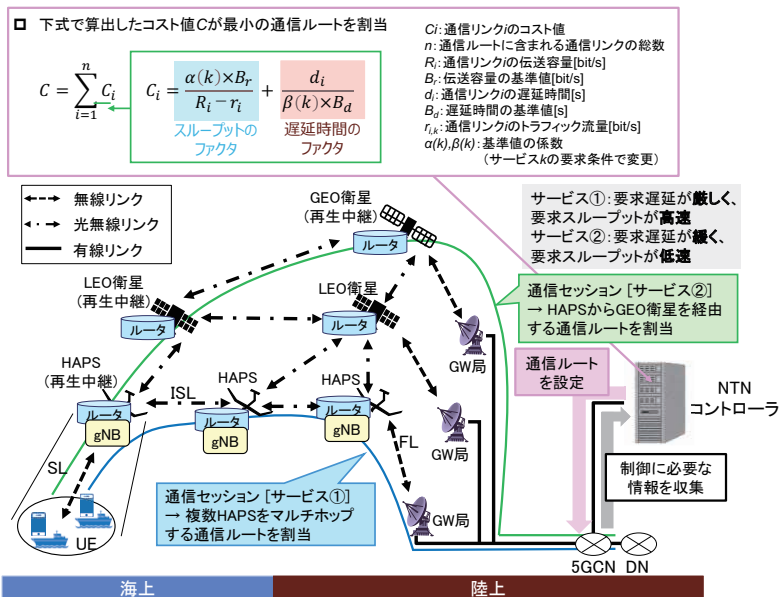 下式で算出したコスト値Cが最小の通信ルートを割当
C = \sum_{i=1}^{n} C_i
C_i = \frac{α(k)×B_r}{R_i − r_i} + \frac{d_i}{β(k)×B_d}
スループットの
ファクタ
遅延時間の
ファクタ
Ci: 通信リンクiのコスト値
n: 通信ルートに含まれる通信リンクの総数
R_i: 通信リンクiの伝送容量[bit/s]
B_r: 伝送容量の基準値[bit/s]
d_i: 通信リンクiの遅延時間[s]
B_d: 遅延時間の基準値[s]
r_{i,k}: 通信リンクiのトラフィック流量[bit/s]
α(k),β(k): 基準値の係数
(サービスkの要求条件で変更)
無線リンク
光無線リンク
有線リンク
GEO衛星
(再生中継)
ルータ
サービス①:要求遅延が厳しく、
要求スループットが高速
サービス②:要求遅延が緩く、
要求スループットが低速
LEO衛星
(再生中継)
ルータ
LEO衛星
ルータ
通信セッション [サービス②]
→ HAPSからGEO衛星を経由
する通信ルートを割当
HAPS
(再生中継)
ルータ
gNB
ISL
HAPS
ルータ
gNB
HAPS
ルータ
gNB
GW局
GW局
GW局
FL
SL
UE
通信ルート
を設定
NTN
コントローラ
制御に必要な
情報を収集
通信セッション [サービス①]
→ 複数HAPSをマルチホップ
する通信ルートを割当
5GCN
DN
海上
陸上